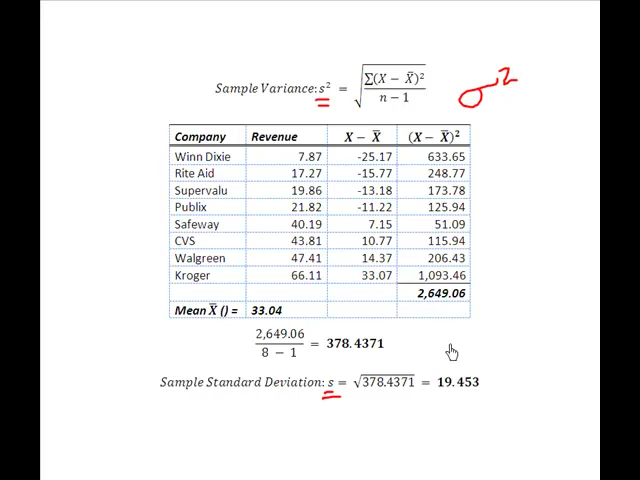 Sample Variance: s² = √(∑(X − X̄)² / (n − 1))
σ²
Company Revenue X − X̄ (X − X̄)²
Winn Dixie 7.87 -25.17 633.65
Rite Aid 17.27 -15.77 248.77
Supervalu 19.86 -13.18 173.78
Publix 21.82 -11.22 125.94
Safeway 40.19 7.15 51.09
CVS 43.81 10.77 115.94
Walgreen 47.41 14.37 206.43
Kroger 66.11 33.07 1,093.46
2,649.06
Mean X̄ () = 33.04
2,649.06 / (8 − 1) = 378.4371
Sample Standard Deviation: s = √378.4371 = 19.453